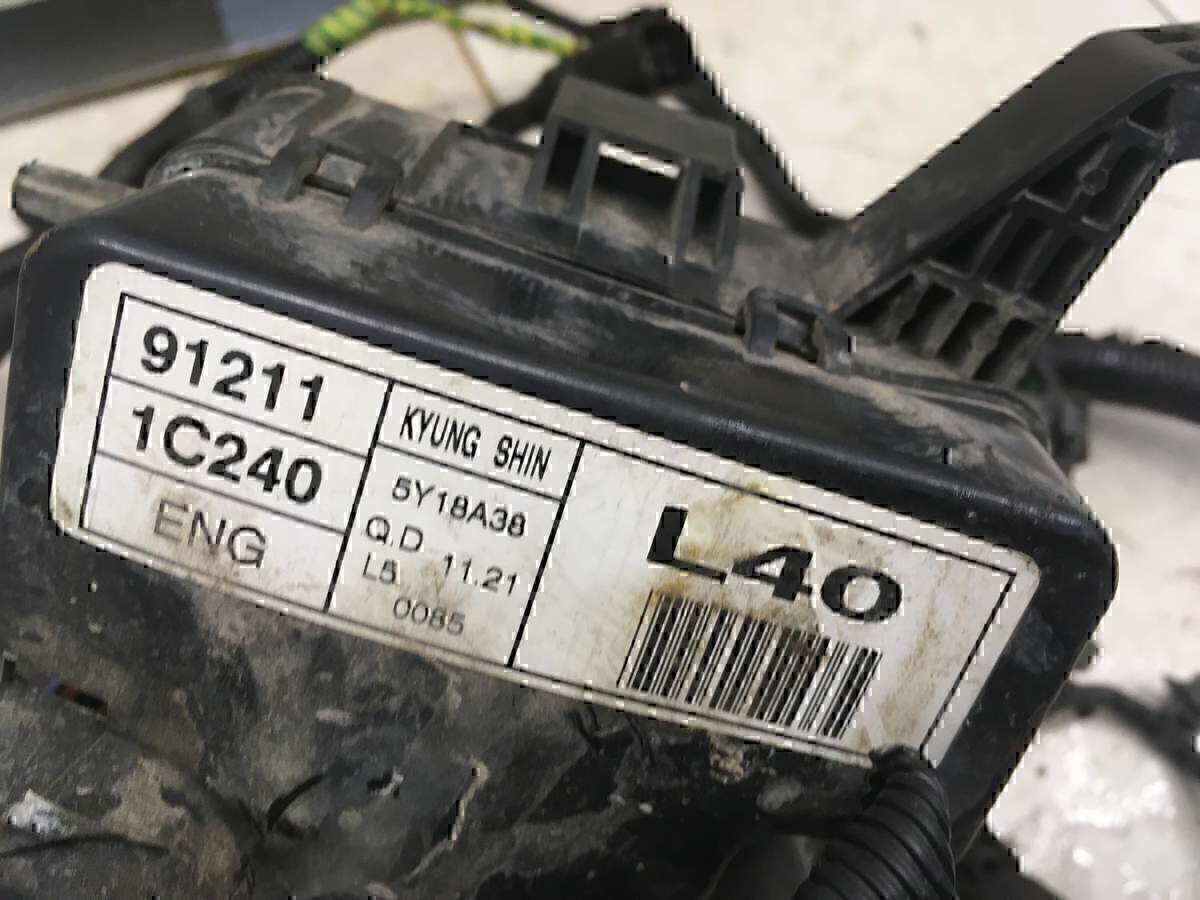 91211
1C240
ENG
KYUNG SHIN
5Y18A38
Q.D 11.21
L5
0085
L40